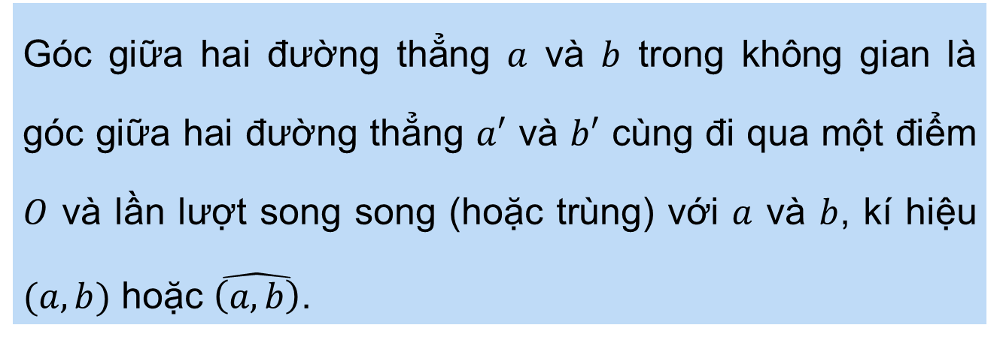 Góc giữa hai đường thẳng 𝑎 và 𝑏 trong không gian là
góc giữa hai đường thẳng 𝑎′ và 𝑏′ cùng đi qua một điểm
𝑂 và lần lượt song song (hoặc trùng) với 𝑎 và 𝑏, kí hiệu
(𝑎, 𝑏) hoặc (𝑎, 𝑏)̂.